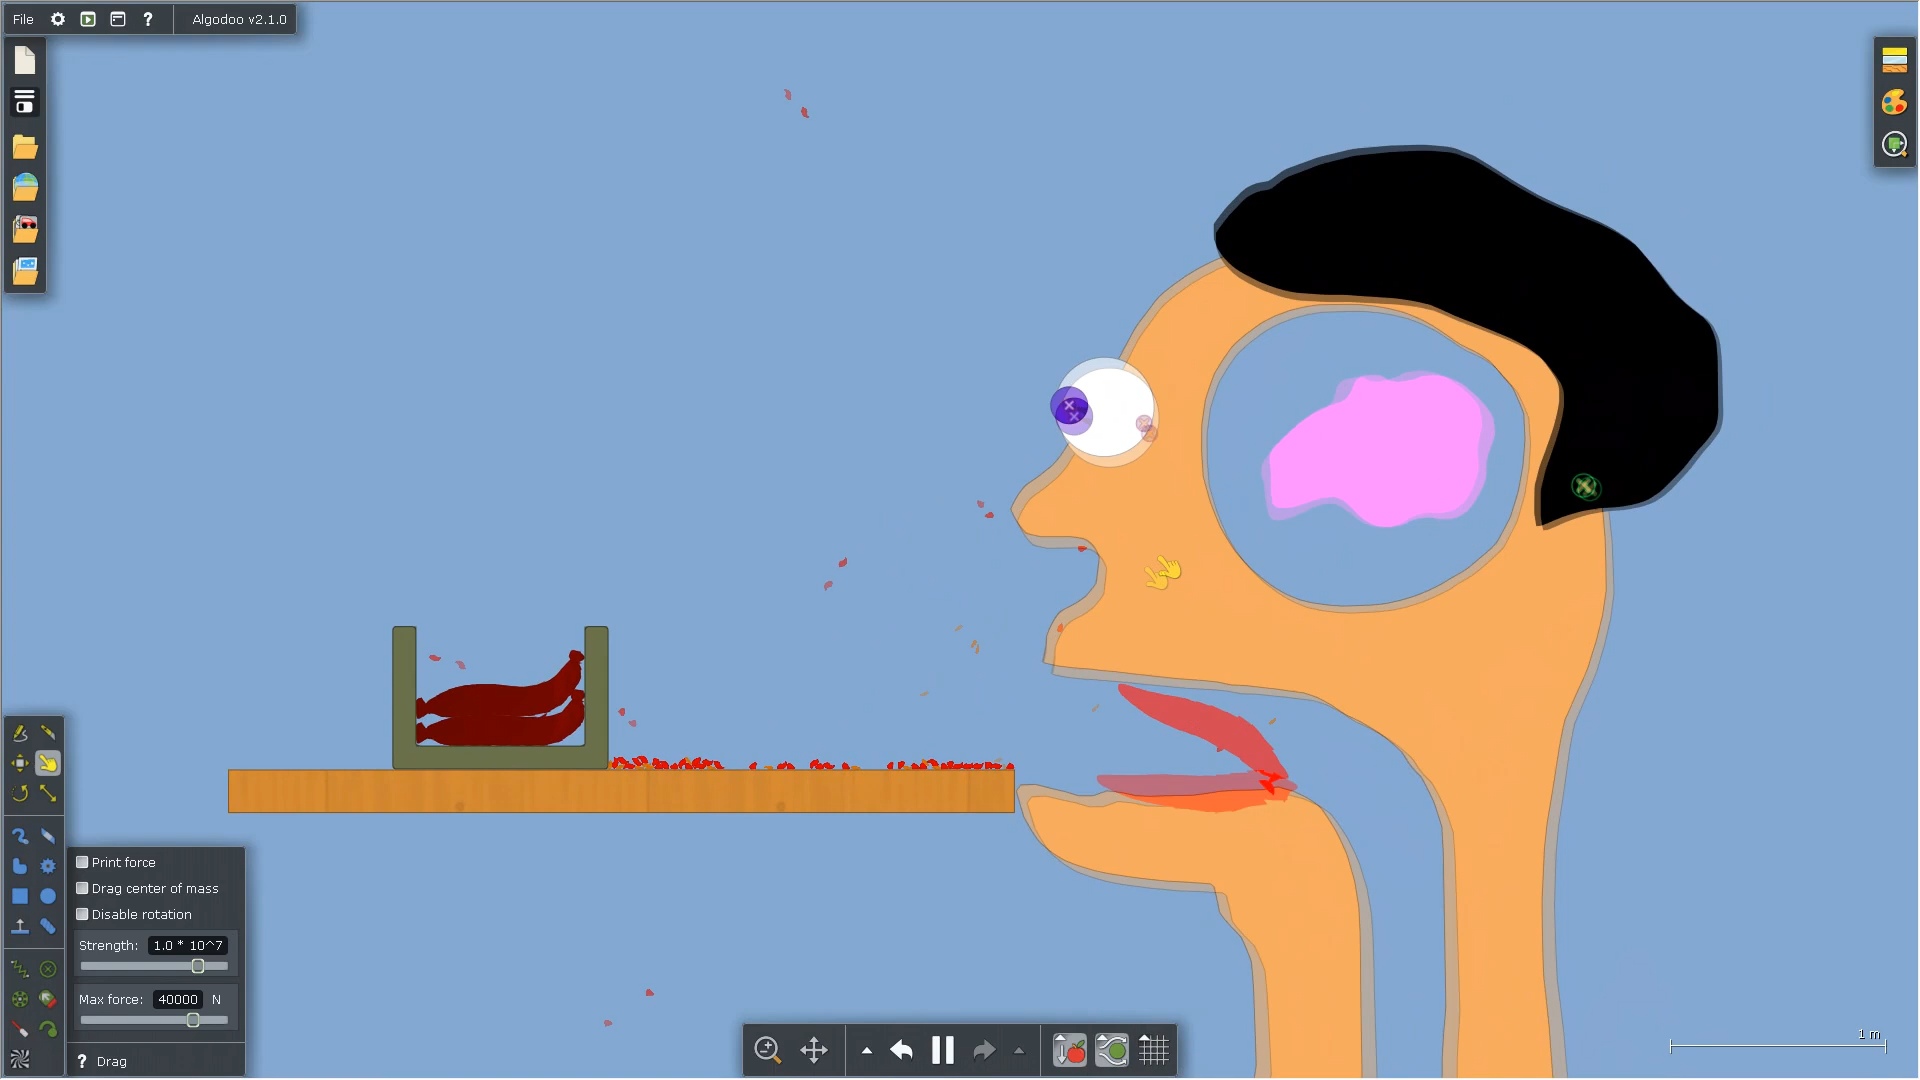 File ? Algodoo v2.1.0
Print force
Drag center of mass
Disable rotation
Strength: 1.0 * 10^7
Max force: 40000 N
? Drag
1 m